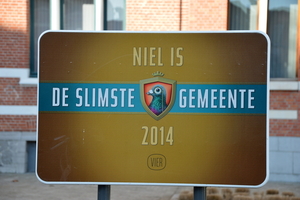 NIEL IS
DE SLIMSTE GEMEENTE
2014
VIER